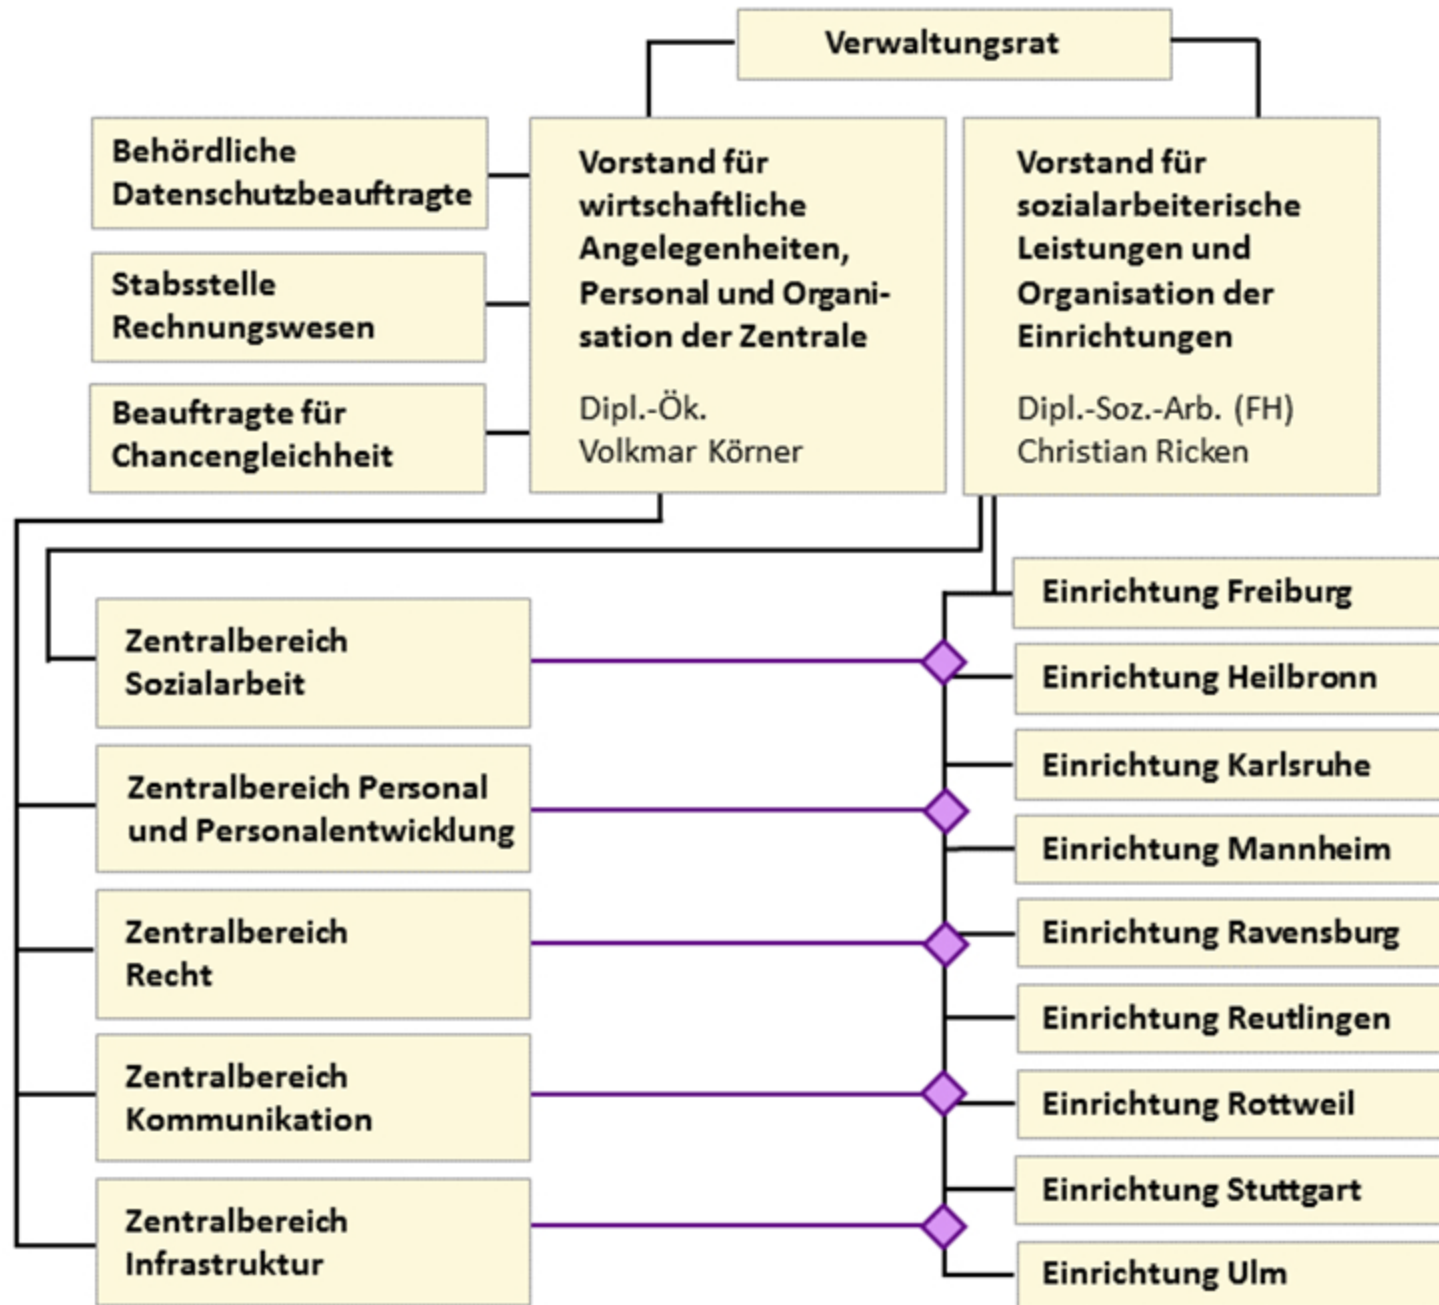 Verwaltungsrat
Behördliche
Datenschutzbeauftragte
Stabsstelle
Rechnungswesen
Beauftragte für
Chancengleichheit
Vorstand für
wirtschaftliche
Angelegenheiten,
Personal und Organi-
sation der Zentrale
Dipl.-Ök.
Volkmar Körner
Vorstand für
sozialarbeiterische
Leistungen und
Organisation der
Einrichtungen
Dipl.-Soz.-Arb. (FH)
Christian Ricken
Zentralbereich
Sozialarbeit
Zentralbereich Personal
und Personalentwicklung
Zentralbereich
Recht
Zentralbereich
Kommunikation
Zentralbereich
Infrastruktur
Einrichtung Freiburg
Einrichtung Heilbronn
Einrichtung Karlsruhe
Einrichtung Mannheim
Einrichtung Ravensburg
Einrichtung Reutlingen
Einrichtung Rottweil
Einrichtung Stuttgart
Einrichtung Ulm